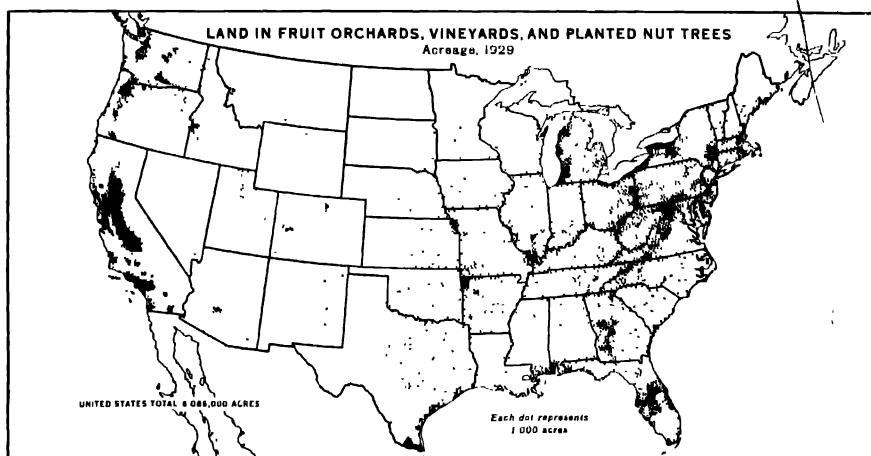 LAND IN FRUIT ORCHARDS, VINEYARDS, AND PLANTED NUT TREES
Acreage, 1929
UNITED STATES TOTAL 6 086,000 ACRES
Each dot represents
1 000 acres